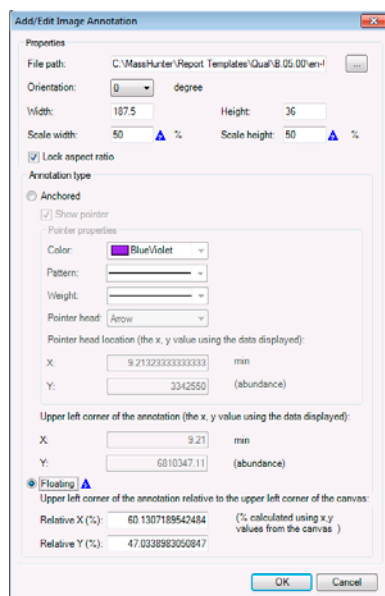 Add/Edit Image Annotation
Properties
File path: C:\MassHunter\Report Templates\Qual\B.05.00\en-l ...
Orientation: 0 degree
Width: 187.5 Height: 36
Scale width: 50 % Scale height: 50 %
Lock aspect ratio
Annotation type
Anchored
Show pointer
Pointer properties
Color: BlueViolet
Pattern:
Weight:
Pointer head: Arrow
Pointer head location (the x, y value using the data displayed):
X: 9.21323333333333 min
Y: 3342550 (abundance)
Upper left corner of the annotation (the x, y value using the data displayed):
X: 9.21 min
Y: 6810347.11 (abundance)
Floating
Upper left corner of the annotation relative to the upper left corner of the canvas:
Relative X (%): 60.1307189542484 (% calculated using x,y
values from the canvas )
Relative Y (%): 47.0338983050847
OK Cancel